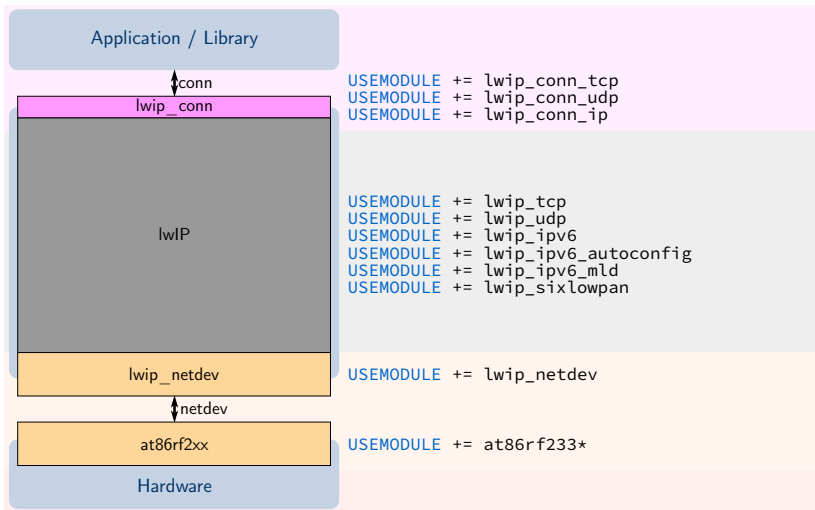 Application / Library
conn
lwip_conn
USEMODULE += lwip_conn_tcp
USEMODULE += lwip_conn_udp
USEMODULE += lwip_conn_ip
lwIP
USEMODULE += lwip_tcp
USEMODULE += lwip_udp
USEMODULE += lwip_ipv6
USEMODULE += lwip_ipv6_autoconfig
USEMODULE += lwip_ipv6_mld
USEMODULE += lwip_sixlowpan
lwip_netdev
USEMODULE += lwip_netdev
netdev
at86rf2xx
USEMODULE += at86rf233*
Hardware